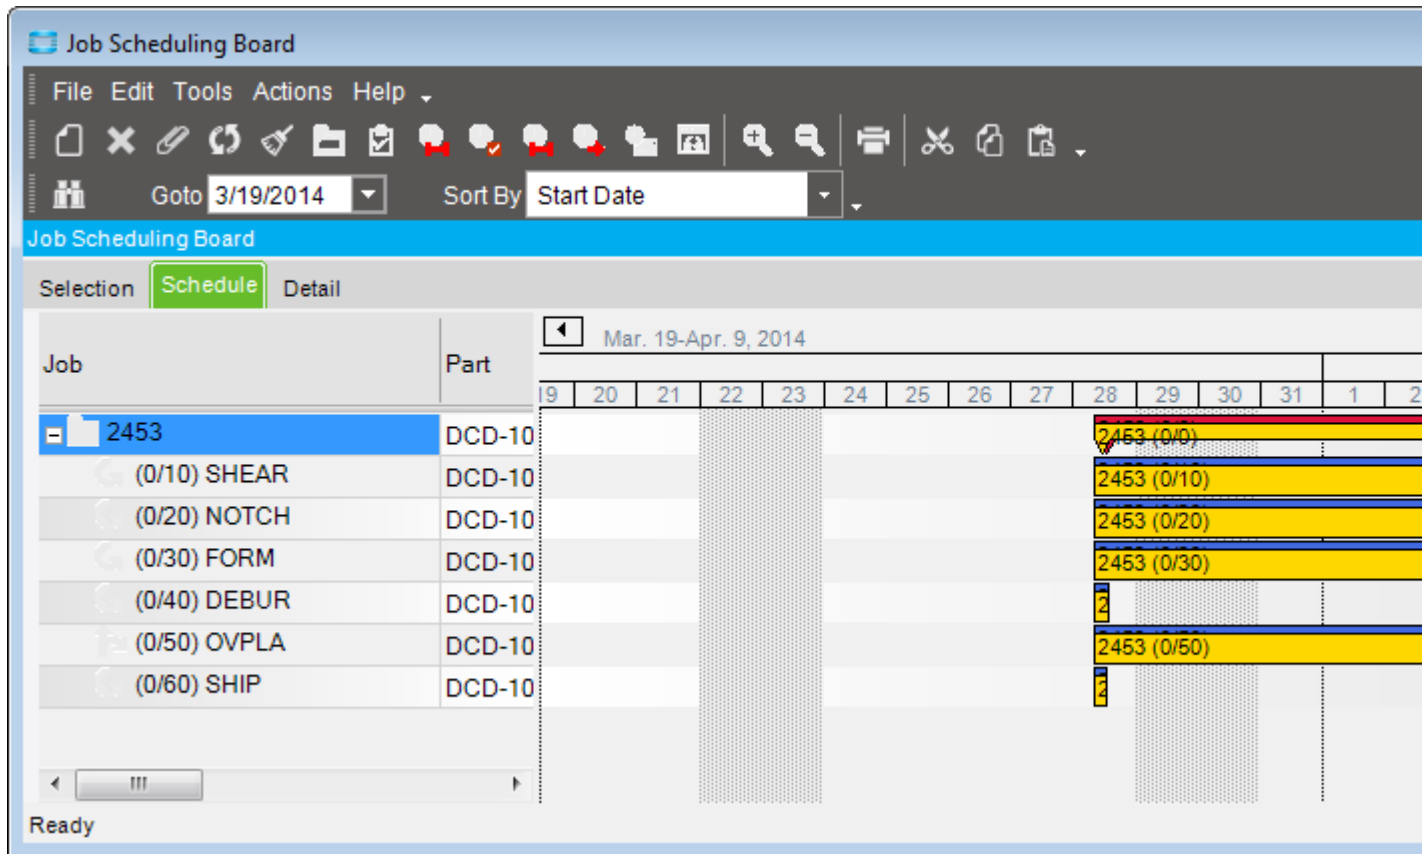 Job Scheduling Board
File Edit Tools Actions Help
Goto 3/19/2014 Sort By Start Date
Job Scheduling Board
Selection Schedule Detail
Mar. 19-Apr. 9, 2014
Job Part
19 20 21 22 23 24 25 26 27 28 29 30 31 1 2
2453 DCD-10 2453 (0/0)
(0/10) SHEAR DCD-10 2453 (0/10)
(0/20) NOTCH DCD-10 2453 (0/20)
(0/30) FORM DCD-10 2453 (0/30)
(0/40) DEBUR DCD-10 2
(0/50) OVPLA DCD-10 2453 (0/50)
(0/60) SHIP DCD-10 2
Ready